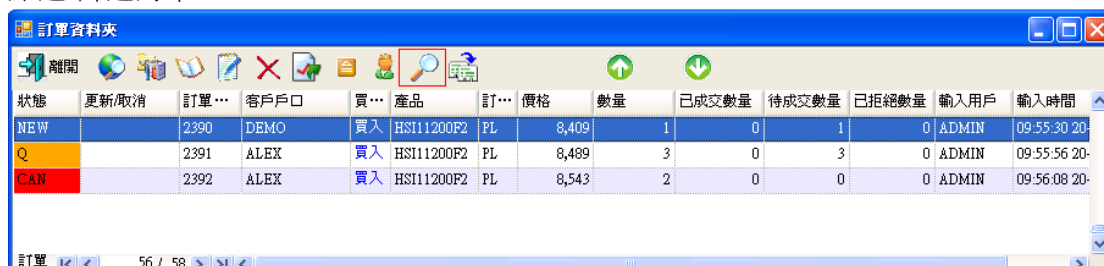 訂單資料夾
離開
狀態 更新/取消 訂單… 客戶戶口 買… 產品 訂… 價格 數量 已成交數量 待成交數量 已拒絕數量 輸入用戶 輸入時間
NEW 2390 DEMO 買入 HSI11200F2 PL 8,409 1 0 1 0 ADMIN 09:55:30 20-
Q 2391 ALEX 買入 HSI11200F2 PL 8,489 3 0 3 0 ADMIN 09:55:56 20-
CAN 2392 ALEX 買入 HSI11200F2 PL 8,543 2 0 0 0 ADMIN 09:56:08 20-
訂單 56 / 58